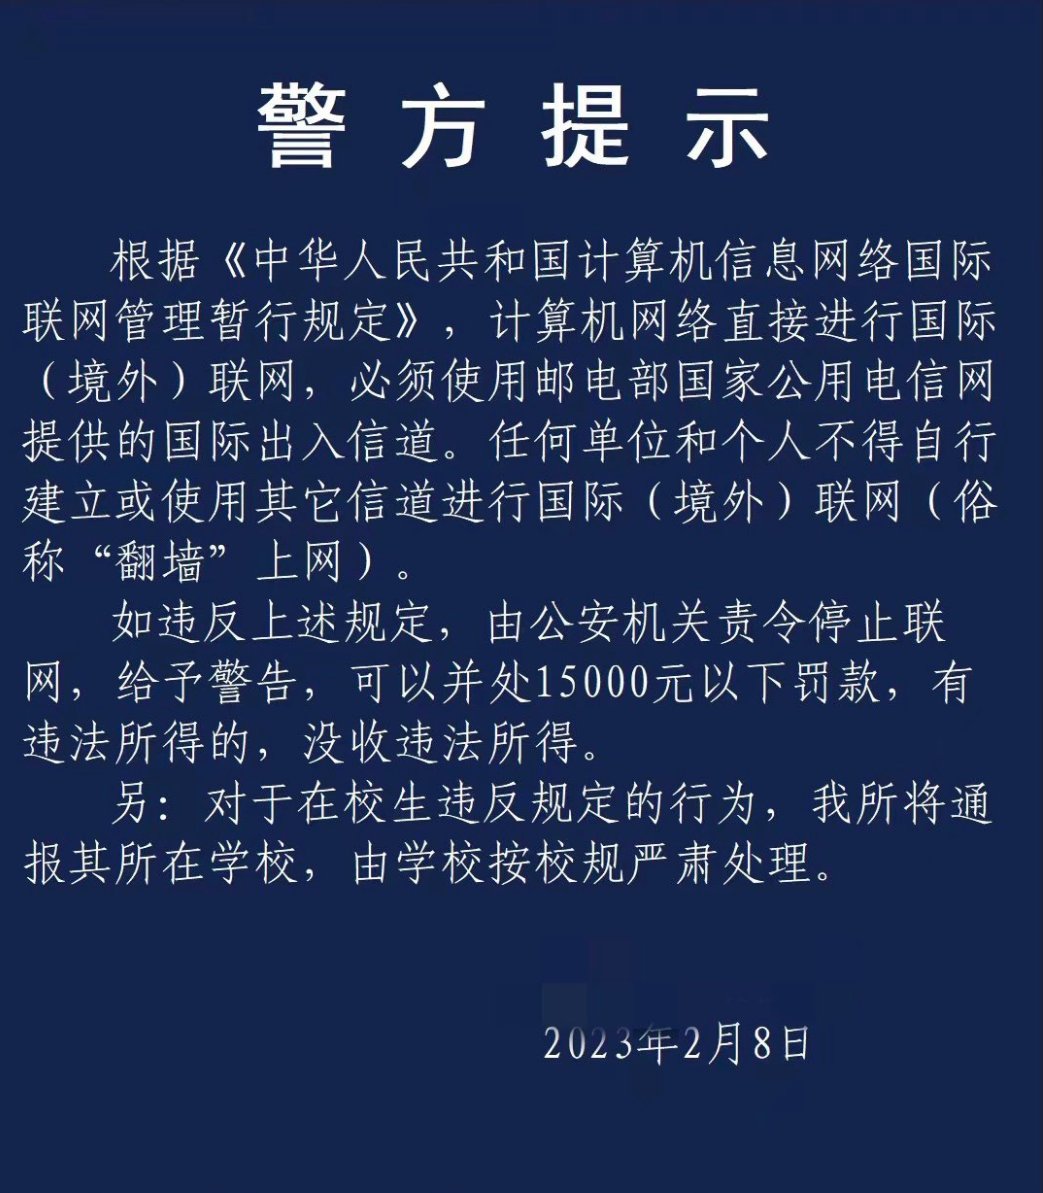 警方提示
根据《中华人民共和国计算机信息网络国际
联网管理暂行规定》，计算机网络直接进行国际
（境外）联网，必须使用邮电部国家公用电信网
提供的国际出入信道。任何单位和个人不得自行
建立或使用其它信道进行国际（境外）联网（俗
称“翻墙”上网）。
如违反上述规定，由公安机关责令停止联
网，给予警告，可以并处15000元以下罚款，有
违法所得的，没收违法所得。
另：对于在校生违反规定的行为，我所将通
报其所在学校，由学校按校规严肃处理。
2023年2月8日